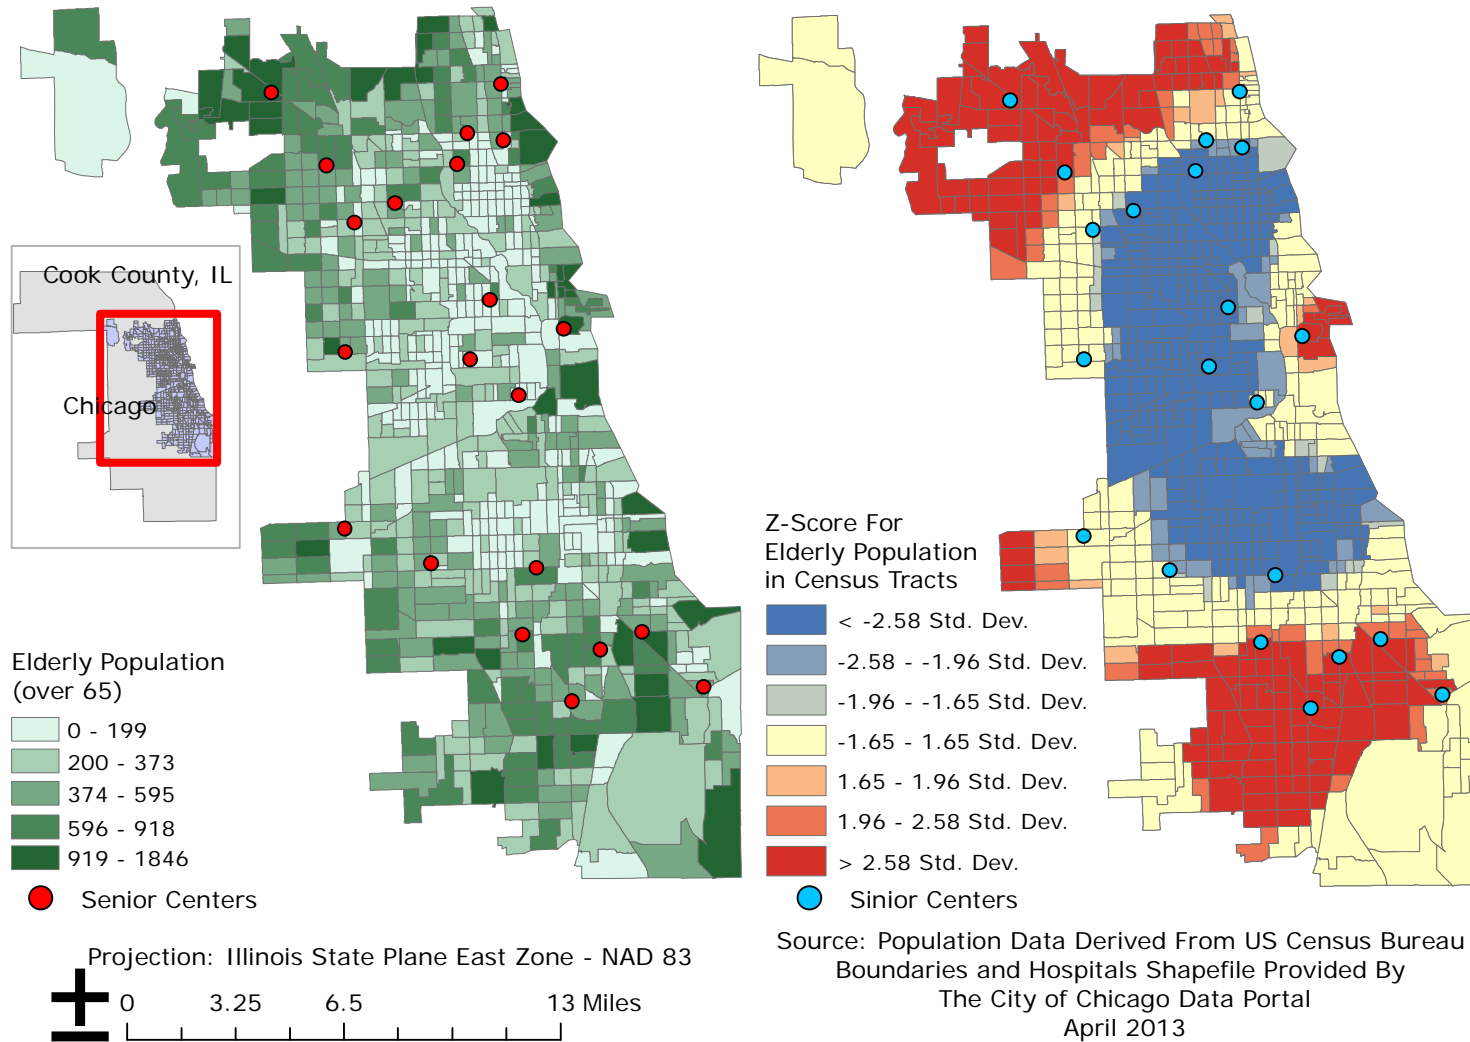 Cook County, IL
Chicago
Elderly Population
(over 65)
0 - 199
200 - 373
374 - 595
596 - 918
919 - 1846
Senior Centers
Projection: Illinois State Plane East Zone - NAD 83
0 3.25 6.5 13 Miles
Z-Score For
Elderly Population
in Census Tracts
< -2.58 Std. Dev.
-2.58 - -1.96 Std. Dev.
-1.96 - -1.65 Std. Dev.
-1.65 - 1.65 Std. Dev.
1.65 - 1.96 Std. Dev.
1.96 - 2.58 Std. Dev.
> 2.58 Std. Dev.
Sinior Centers
Source: Population Data Derived From US Census Bureau
Boundaries and Hospitals Shapefile Provided By
The City of Chicago Data Portal
April 2013